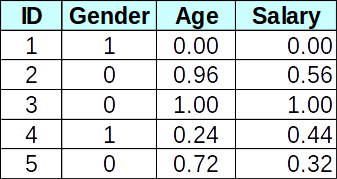 ID Gender Age Salary
1 1 0.00 0.00
2 0 0.96 0.56
3 0 1.00 1.00
4 1 0.24 0.44
5 0 0.72 0.32